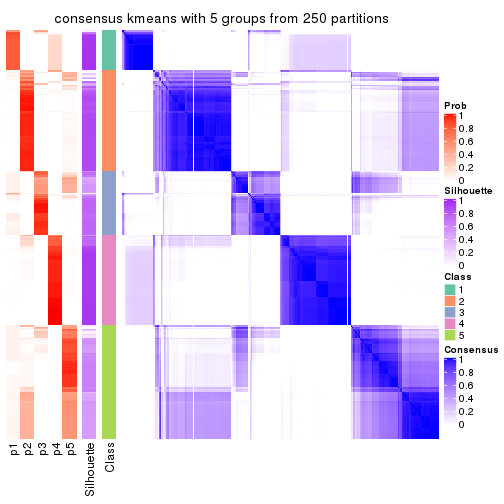 consensus kmeans with 5 groups from 250 partitions
Prob
1
0.8
0.6
0.4
0.2
0
Silhouette
1
0.8
0.6
0.4
0.2
0
Class
1
2
3
4
5
Consensus
1
0.8
0.6
0.4
0.2
0
p1
p2
p3
p4
p5
Silhouette
Class